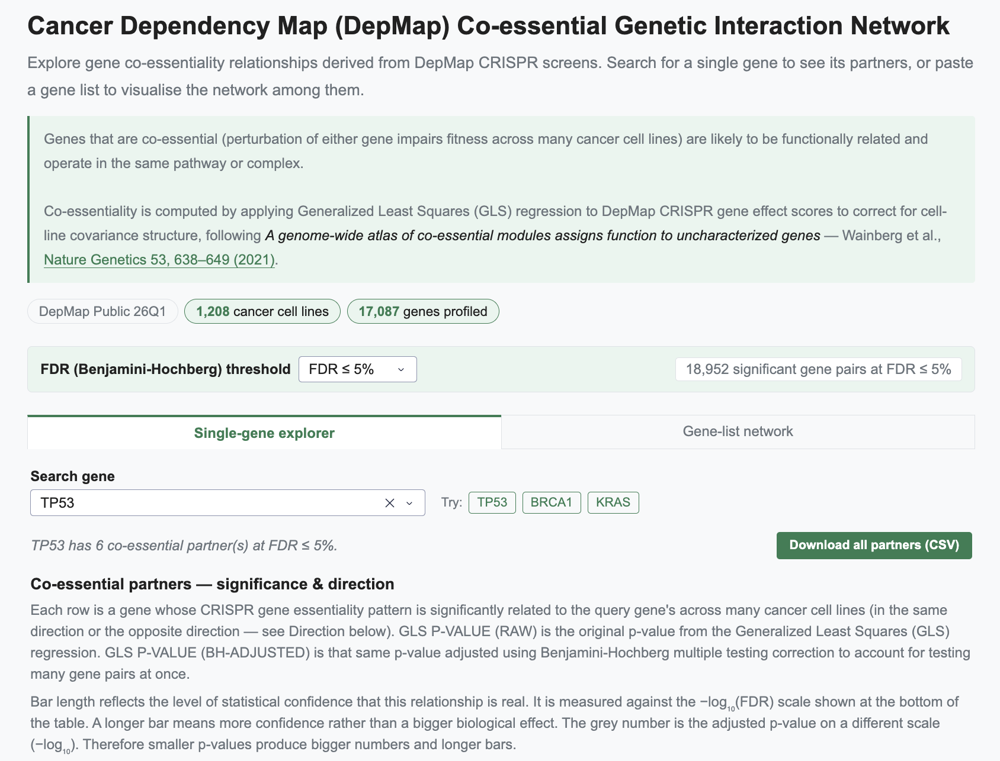 Cancer Dependency Map (DepMap) Co-essential Genetic Interaction Network
Explore gene co-essentiality relationships derived from DepMap CRISPR screens. Search for a single gene to see its partners, or paste
a gene list to visualise the network among them.
Genes that are co-essential (perturbation of either gene impairs fitness across many cancer cell lines) are likely to be functionally related and
operate in the same pathway or complex.
Co-essentiality is computed by applying Generalized Least Squares (GLS) regression to DepMap CRISPR gene effect scores to correct for cell-
line covariance structure, following A genome-wide atlas of co-essential modules assigns function to uncharacterized genes — Wainberg et al.,
Nature Genetics 53, 638–649 (2021).
DepMap Public 26Q1 1,208 cancer cell lines 17,087 genes profiled
FDR (Benjamini-Hochberg) threshold FDR ≤ 5% 18,952 significant gene pairs at FDR ≤ 5%
Single-gene explorer Gene-list network
Search gene
TP53 Try: TP53 BRCA1 KRAS
TP53 has 6 co-essential partner(s) at FDR ≤ 5%. Download all partners (CSV)
Co-essential partners — significance & direction
Each row is a gene whose CRISPR gene essentiality pattern is significantly related to the query gene's across many cancer cell lines (in the same
direction or the opposite direction — see Direction below). GLS P-VALUE (RAW) is the original p-value from the Generalized Least Squares (GLS)
regression. GLS P-VALUE (BH-ADJUSTED) is that same p-value adjusted using Benjamini-Hochberg multiple testing correction to account for testing
many gene pairs at once.
Bar length reflects the level of statistical confidence that this relationship is real. It is measured against the −log₁₀(FDR) scale shown at the bottom of
the table. A longer bar means more confidence rather than a bigger biological effect. The grey number is the adjusted p-value on a different scale
(−log₁₀). Therefore smaller p-values produce bigger numbers and longer bars.